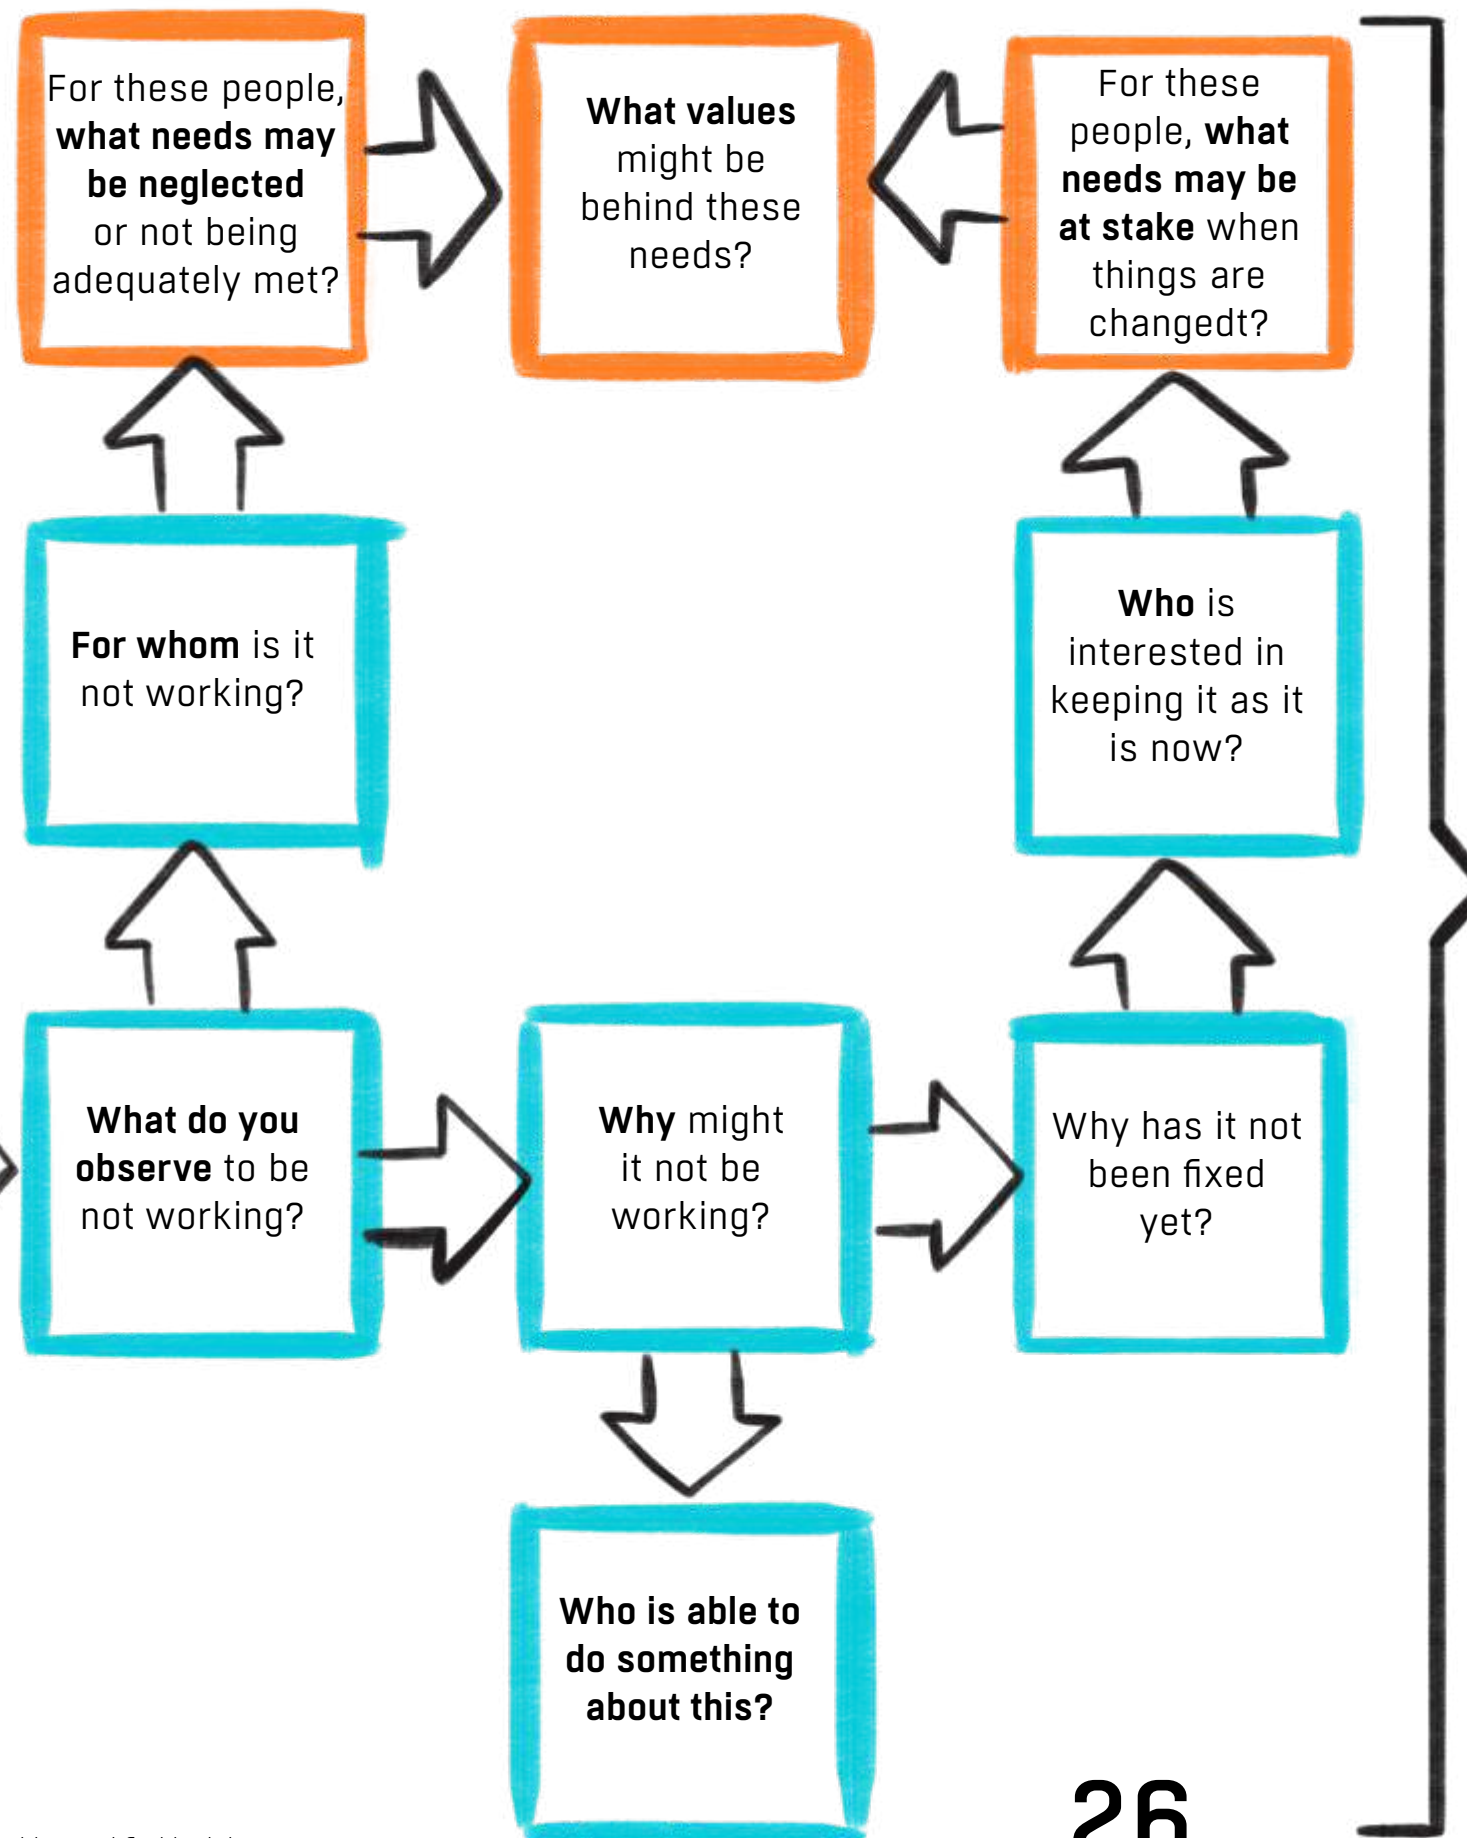 For these people,
what needs may
be neglected
or not being
adequately met?
What values
might be
behind these
needs?
For these
people, what
needs may be
at stake when
things are
changedt?
For whom is it
not working?
Who is
interested in
keeping it as it
is now?
What do you
observe to be
not working?
Why might
it not be
working?
Why has it not
been fixed
yet?
Who is able to
do something
about this?
26